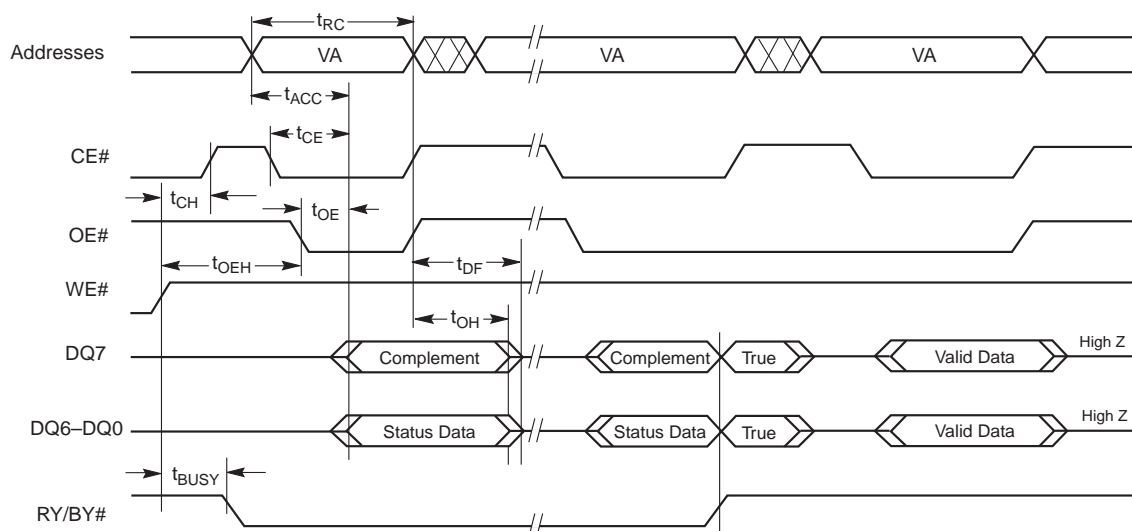 tRC
Addresses VA VA VA
tACC
tCE
CE#
tCH
tOE
OE#
tOEH
tDF
WE#
tOH
DQ7 Complement Complement True Valid Data High Z
DQ6–DQ0 Status Data Status Data True Valid Data High Z
tBUSY
RY/BY#